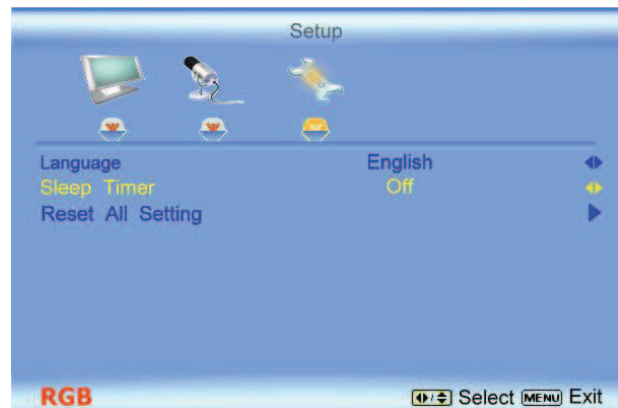 Setup
Language English
Sleep Timer Off
Reset All Setting
RGB Select MENU Exit